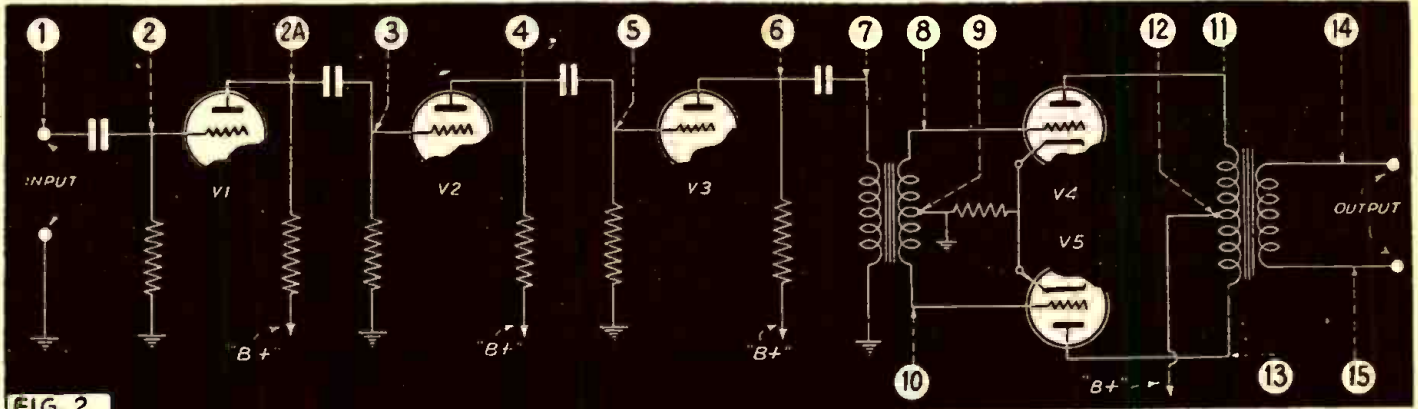 1 2 2A 3 4 5 6 7 8 9 12 11 14
INPUT
V1
V2
V3
V4
OUTPUT
V5
"B+"
"B+"
"B+"
10
"B+"
13
15
FIG. 2